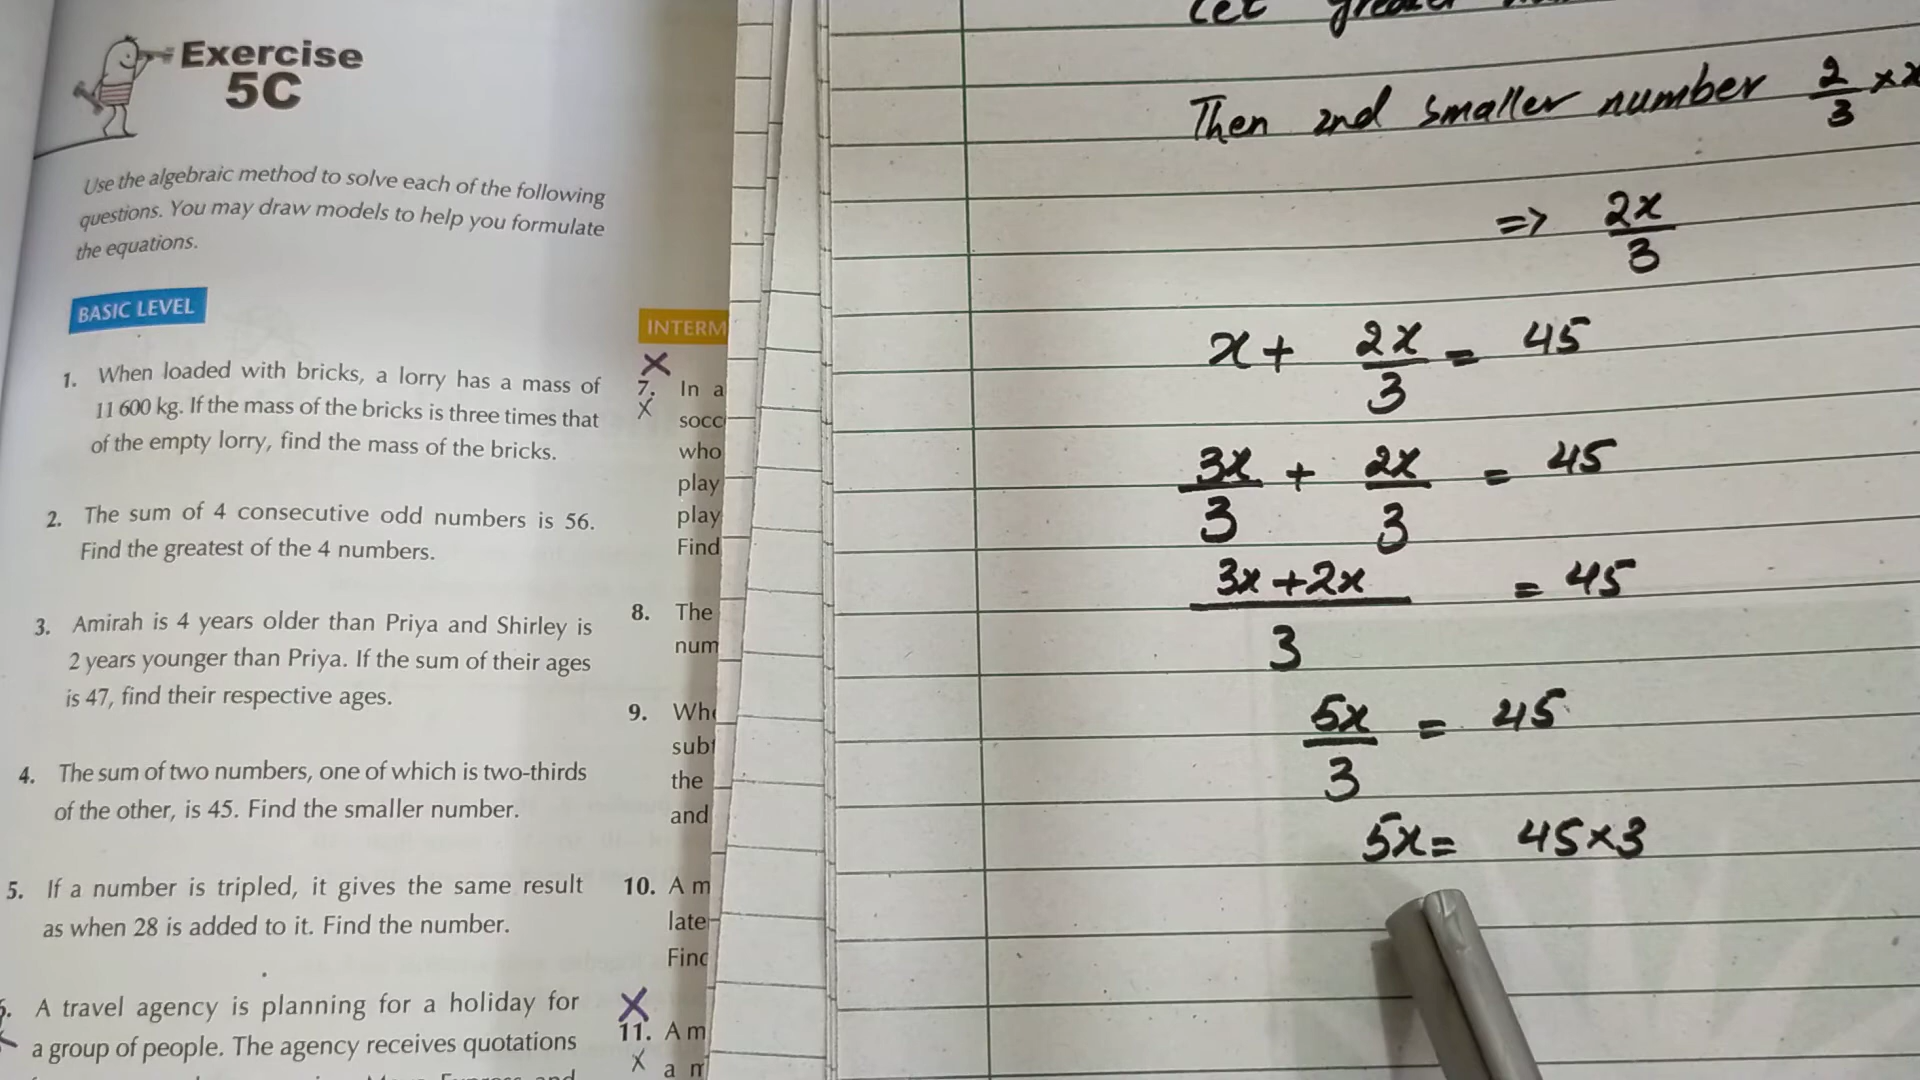 Exercise
5C
Use the algebraic method to solve each of the following
questions. You may draw models to help you formulate
the equations.
BASIC LEVEL
1. When loaded with bricks, a lorry has a mass of
11 600 kg. If the mass of the bricks is three times that
of the empty lorry, find the mass of the bricks.
2. The sum of 4 consecutive odd numbers is 56.
Find the greatest of the 4 numbers.
3. Amirah is 4 years older than Priya and Shirley is
2 years younger than Priya. If the sum of their ages
is 47, find their respective ages.
4. The sum of two numbers, one of which is two-thirds
of the other, is 45. Find the smaller number.
5. If a number is tripled, it gives the same result
as when 28 is added to it. Find the number.
A travel agency is planning for a holiday for
a group of people. The agency receives quotations
INTERM
X
7. In a
X socc
who
play
play
Find
8. The
num
9. Whe
subt
the
and
10. A m
late
Find
X
11. A m
X a m
Let greater
Then 2nd smaller number 2/3 × x
=> 2x/3
x + 2x/3 = 45
3x/3 + 2x/3 = 45
3x+2x/3 = 45
5x/3 = 45
5x = 45×3